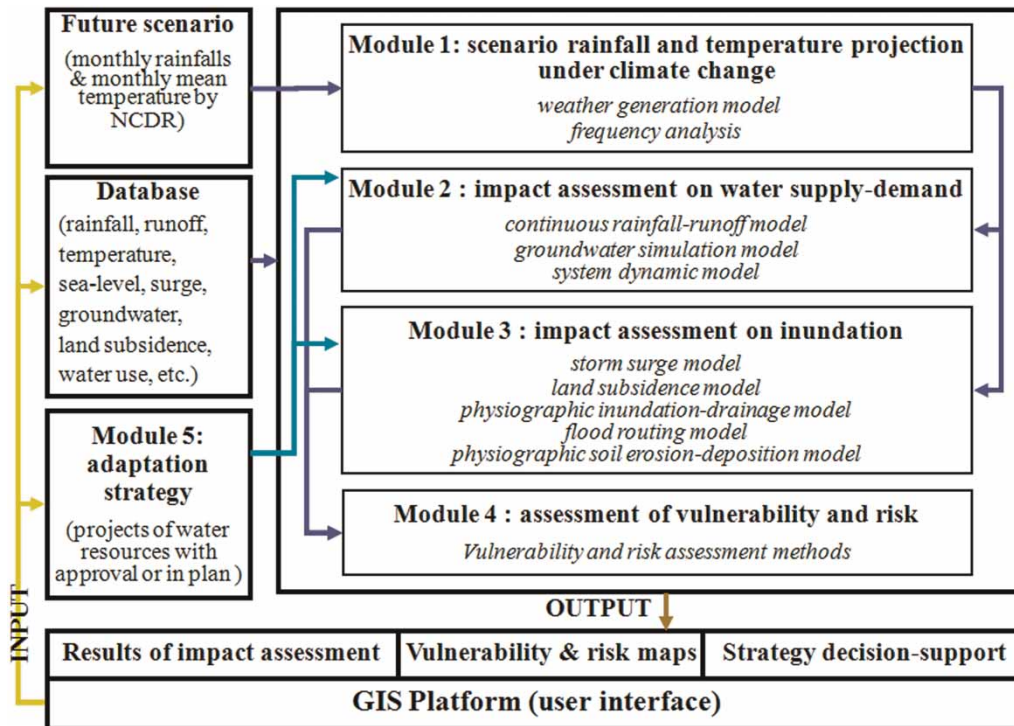 Future scenario
(monthly rainfalls
& monthly mean
temperature by
NCDR)
Database
(rainfall, runoff,
temperature,
sea-level, surge,
groundwater,
land subsidence,
water use, etc.)
Module 5:
adaptation
strategy
(projects of water
resources with
approval or in plan )
Module 1: scenario rainfall and temperature projection
under climate change
weather generation model
frequency analysis
Module 2 : impact assessment on water supply-demand
continuous rainfall-runoff model
groundwater simulation model
system dynamic model
Module 3 : impact assessment on inundation
storm surge model
land subsidence model
physiographic inundation-drainage model
flood routing model
physiographic soil erosion-deposition model
Module 4 : assessment of vulnerability and risk
Vulnerability and risk assessment methods
INPUT
OUTPUT
Results of impact assessment
Vulnerability & risk maps
Strategy decision-support
GIS Platform (user interface)